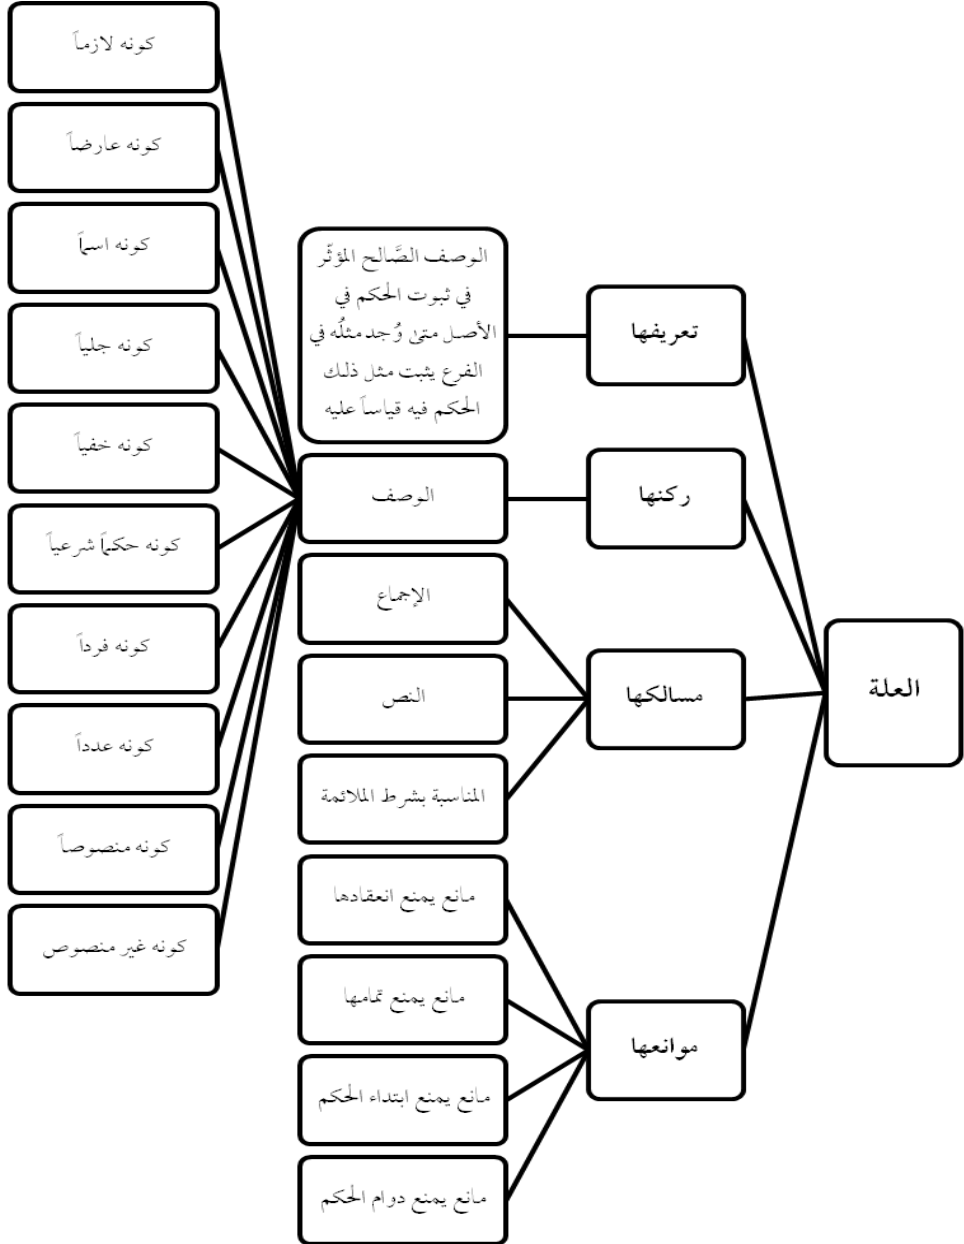 العلة
تعريفها
الوصف الصَّالح المؤثّر
في ثبوت الحكم في
الأصل متىٰ وُجد مثلُه في
الفرع يثبت مثل ذلك
الحكم فيه قياساً عليه
ركنها
الوصف
كونه لازماً
كونه عارضاً
كونه اسماً
كونه جلياً
كونه خفياً
كونه حكماً شرعياً
كونه فرداً
كونه عدداً
كونه منصوصاً
كونه غير منصوص
مسالكها
الإجماع
النص
المناسبة بشرط الملائمة
موانعها
مانع يمنع انعقادها
مانع يمنع تمامها
مانع يمنع ابتداء الحكم
مانع يمنع دوام الحكم